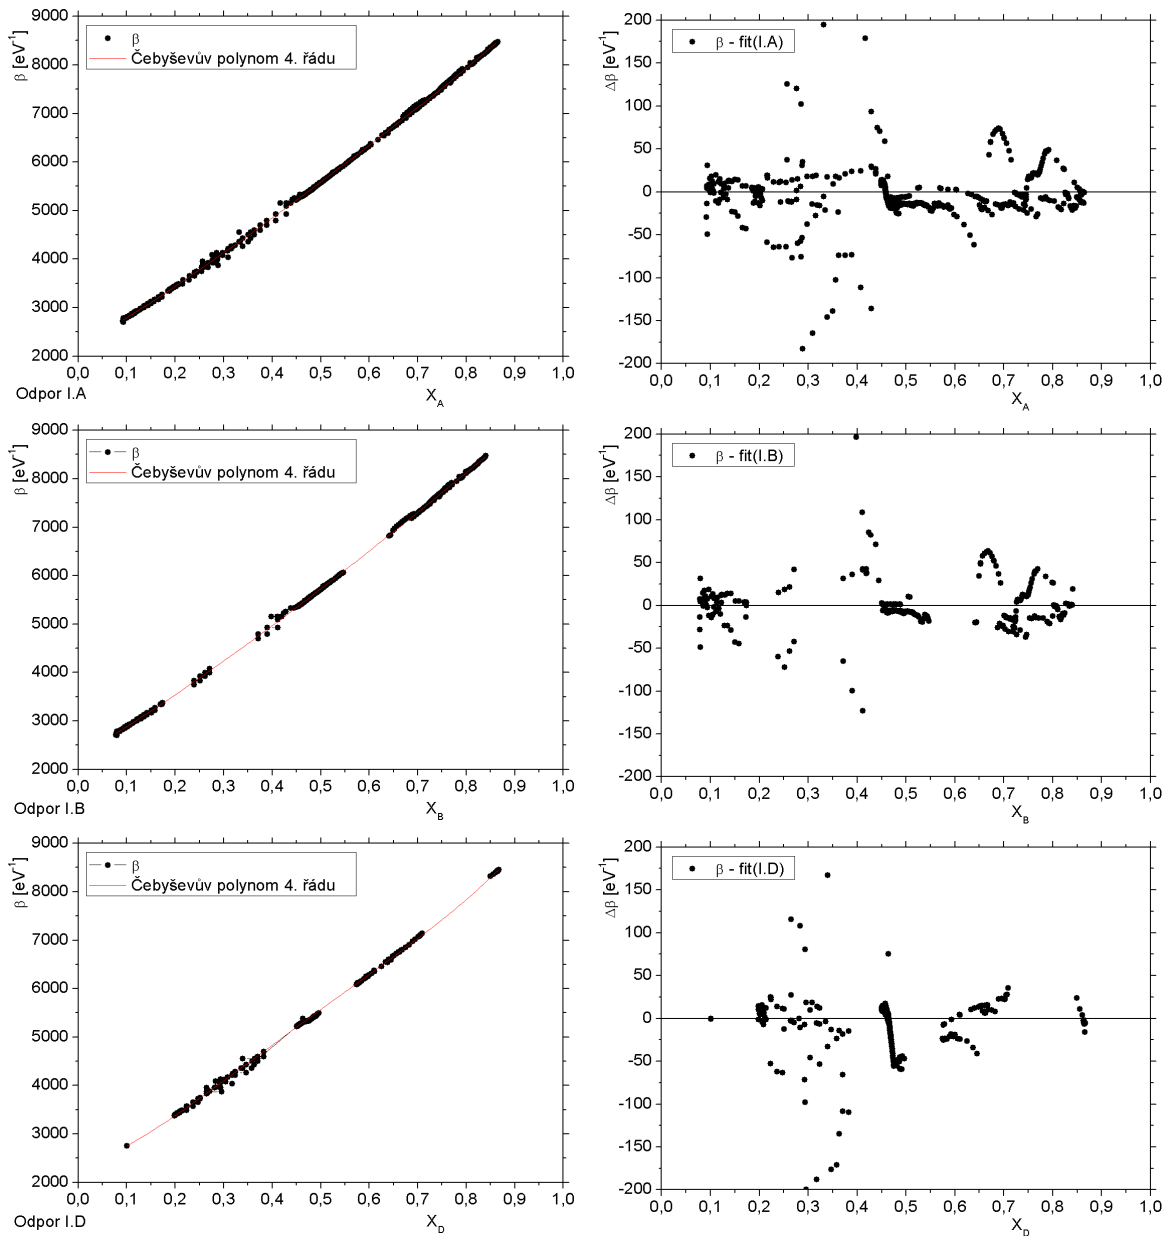 β [eV⁻¹]
9000
8000
7000
6000
5000
4000
3000
2000
β
Čebyševův polynom 4. řádu
0,0 0,1 0,2 0,3 0,4 0,5 0,6 0,7 0,8 0,9 1,0
Odpor I.A
X_A
Δβ [eV⁻¹]
200
150
100
50
0
-50
-100
-150
-200
β - fit(I.A)
0,0 0,1 0,2 0,3 0,4 0,5 0,6 0,7 0,8 0,9 1,0
X_A
β [eV⁻¹]
9000
8000
7000
6000
5000
4000
3000
2000
β
Čebyševův polynom 4. řádu
0,0 0,1 0,2 0,3 0,4 0,5 0,6 0,7 0,8 0,9 1,0
Odpor I.B
X_B
Δβ [eV⁻¹]
200
150
100
50
0
-50
-100
-150
-200
β - fit(I.B)
0,0 0,1 0,2 0,3 0,4 0,5 0,6 0,7 0,8 0,9 1,0
X_B
β [eV⁻¹]
9000
8000
7000
6000
5000
4000
3000
2000
β
Čebyševův polynom 4. řádu
0,0 0,1 0,2 0,3 0,4 0,5 0,6 0,7 0,8 0,9 1,0
Odpor I.D
X_D
Δβ [eV⁻¹]
200
150
100
50
0
-50
-100
-150
-200
β - fit(I.D)
0,0 0,1 0,2 0,3 0,4 0,5 0,6 0,7 0,8 0,9 1,0
X_D